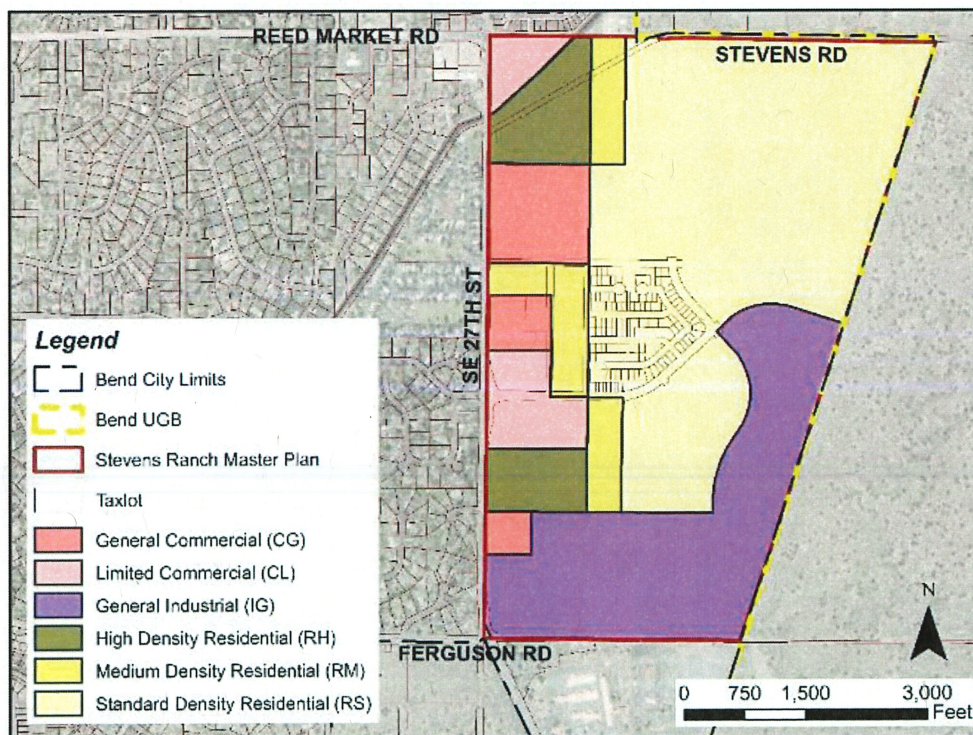 REED MARKET RD
STEVENS RD
SE 27TH ST
Legend
Bend City Limits
Bend UGB
Stevens Ranch Master Plan
Taxlot
General Commercial (CG)
Limited Commercial (CL)
General Industrial (IG)
High Density Residential (RH)
Medium Density Residential (RM)
Standard Density Residential (RS)
FERGUSON RD
N
0 750 1,500 3,000
Feet